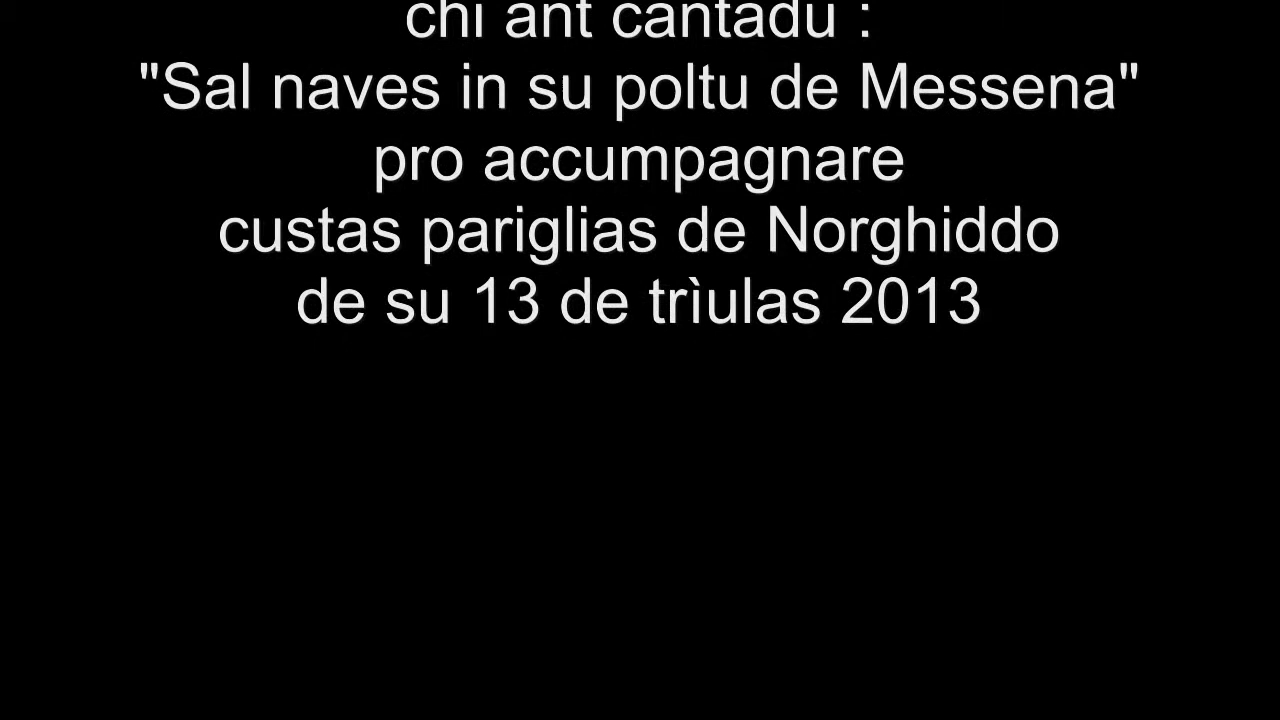 chi ant cantadu :
"Sal naves in su poltu de Messena"
pro accumpagnare
custas pariglias de Norghiddo
de su 13 de trìulas 2013